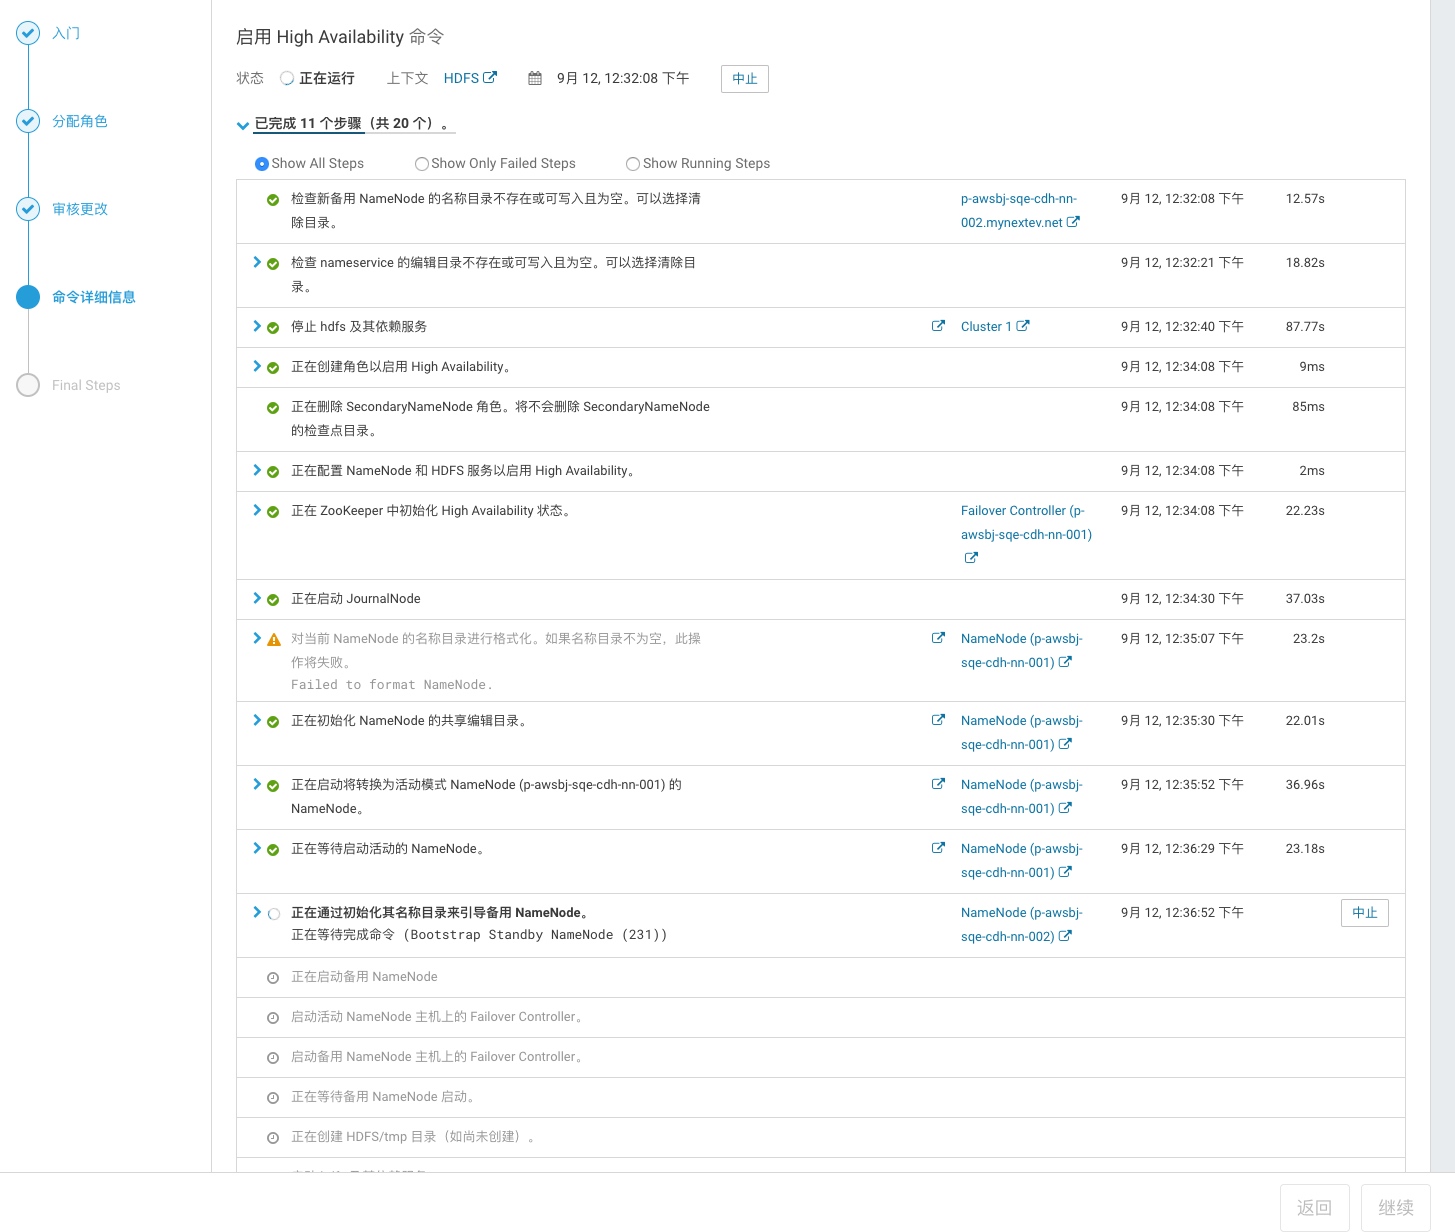 入门
分配角色
审核更改
命令详细信息
Final Steps
启用 High Availability 命令
状态 正在运行 上下文 HDFS 9月 12, 12:32:08 下午 中止
已完成 11 个步骤（共 20 个）。
Show All Steps Show Only Failed Steps Show Running Steps
检查新备用 NameNode 的名称目录不存在或可写入且为空。可以选择清 p-awsbj-sqe-cdh-nn- 9月 12, 12:32:08 下午 12.57s
除目录。 002.mynextev.net
检查 nameservice 的编辑目录不存在或可写入且为空。可以选择清除目 9月 12, 12:32:21 下午 18.82s
录。
停止 hdfs 及其依赖服务 Cluster 1 9月 12, 12:32:40 下午 87.77s
正在创建角色以启用 High Availability。 9月 12, 12:34:08 下午 9ms
正在删除 SecondaryNameNode 角色。将不会删除 SecondaryNameNode 9月 12, 12:34:08 下午 85ms
的检查点目录。
正在配置 NameNode 和 HDFS 服务以启用 High Availability。 9月 12, 12:34:08 下午 2ms
正在 ZooKeeper 中初始化 High Availability 状态。 Failover Controller (p- 9月 12, 12:34:08 下午 22.23s
awsbj-sqe-cdh-nn-001)
正在启动 JournalNode 9月 12, 12:34:30 下午 37.03s
对当前 NameNode 的名称目录进行格式化。如果名称目录不为空，此操 NameNode (p-awsbj- 9月 12, 12:35:07 下午 23.2s
作将失败。 sqe-cdh-nn-001)
Failed to format NameNode.
正在初始化 NameNode 的共享编辑目录。 NameNode (p-awsbj- 9月 12, 12:35:30 下午 22.01s
sqe-cdh-nn-001)
正在启动将转换为活动模式 NameNode (p-awsbj-sqe-cdh-nn-001) 的 NameNode (p-awsbj- 9月 12, 12:35:52 下午 36.96s
NameNode。 sqe-cdh-nn-001)
正在等待启动活动的 NameNode。 NameNode (p-awsbj- 9月 12, 12:36:29 下午 23.18s
sqe-cdh-nn-001)
正在通过初始化其名称目录来引导备用 NameNode。 NameNode (p-awsbj- 9月 12, 12:36:52 下午 中止
正在等待完成命令 (Bootstrap Standby NameNode (231)) sqe-cdh-nn-002)
正在启动备用 NameNode
启动活动 NameNode 主机上的 Failover Controller。
启动备用 NameNode 主机上的 Failover Controller。
正在等待备用 NameNode 启动。
正在创建 HDFS/tmp 目录（如尚未创建）。
返回 继续